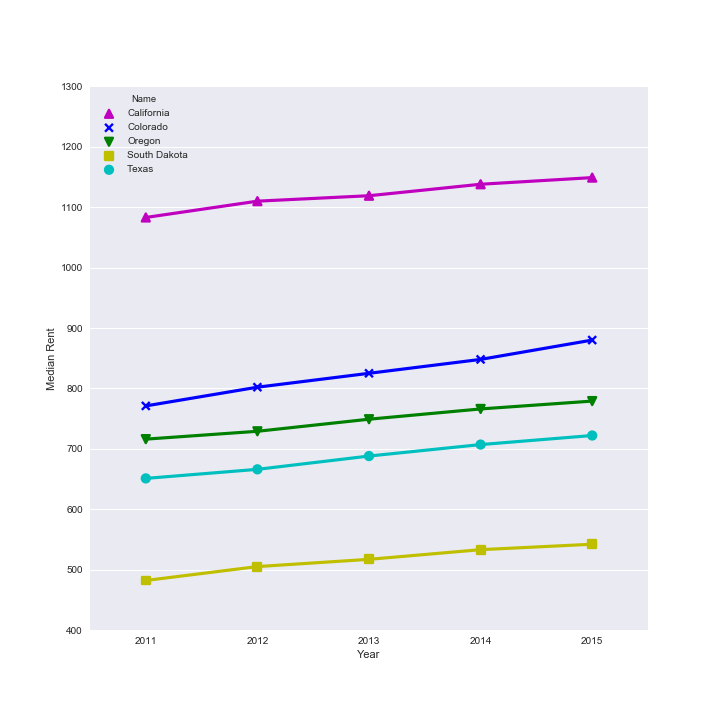 Name
California
Colorado
Oregon
South Dakota
Texas
Median Rent
1300
1200
1100
1000
900
800
700
600
500
400
2011 2012 2013 2014 2015
Year